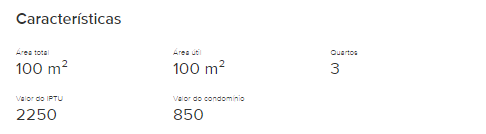 Características
Área total Área útil Quartos
100 m² 100 m² 3
Valor do IPTU Valor do condomínio
2250 850